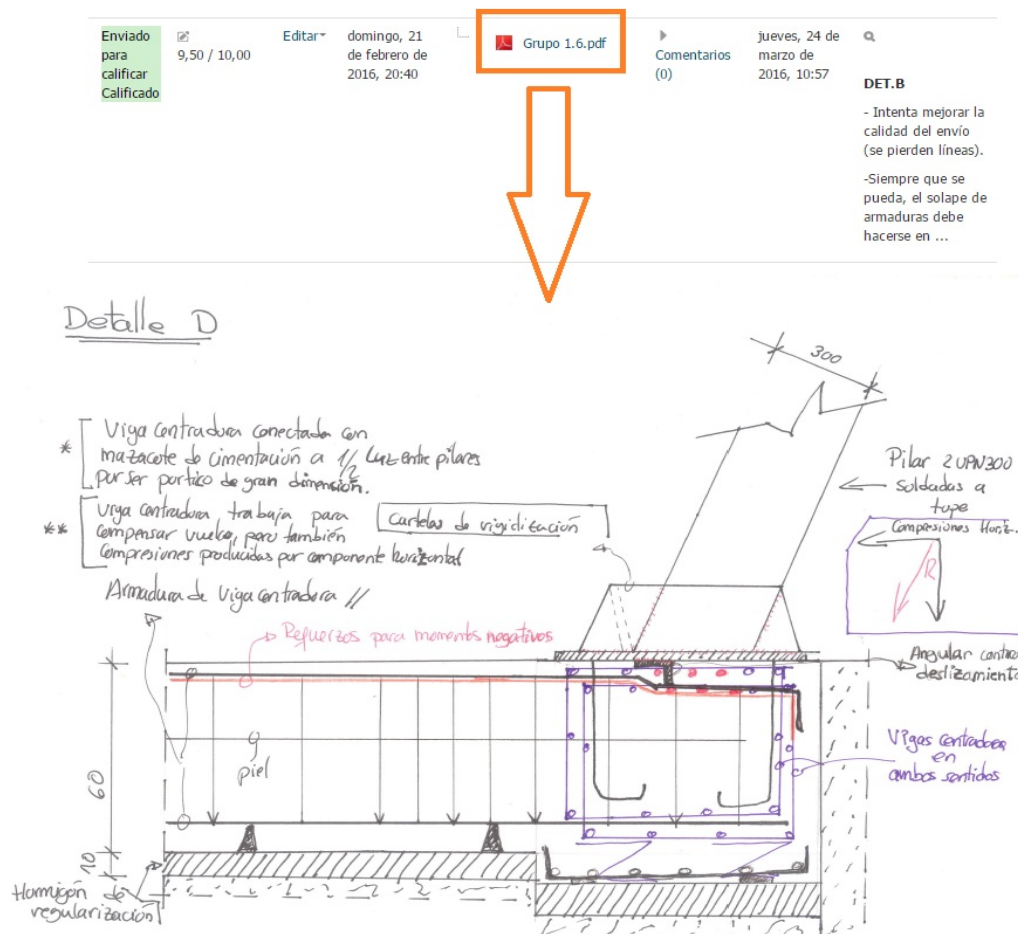 Enviado
para
calificar
Calificado
9,50 / 10,00
Editar
domingo, 21
de febrero de
2016, 20:40
Grupo 1.6.pdf
Comentarios
(0)
jueves, 24 de
marzo de
2016, 10:57
DET.B
- Intenta mejorar la
calidad del envío
(se pierden líneas).
-Siempre que se
pueda, el solape de
armaduras debe
hacerse en ...
Detalle D
300
* Viga Centradora conectada con
mazacote de cimentación a 1/2 Luz entre pilares
por ser portico de gran dimensión.
** Viga centradora trabaja para
compensar vuelco, pero también
Compresiones producidas por componente horizontal
Cartelas de rigidización
Pilar 2UPN300
Soldadas a
tope
Compresiones Horiz.
R
Armadura de Viga centradora //
Refuerzos para momentos negativos
Angular contra
deslizamiento
Vigas centradora
en
ambos sentidos
piel
60
10
Hormigón de
regularización